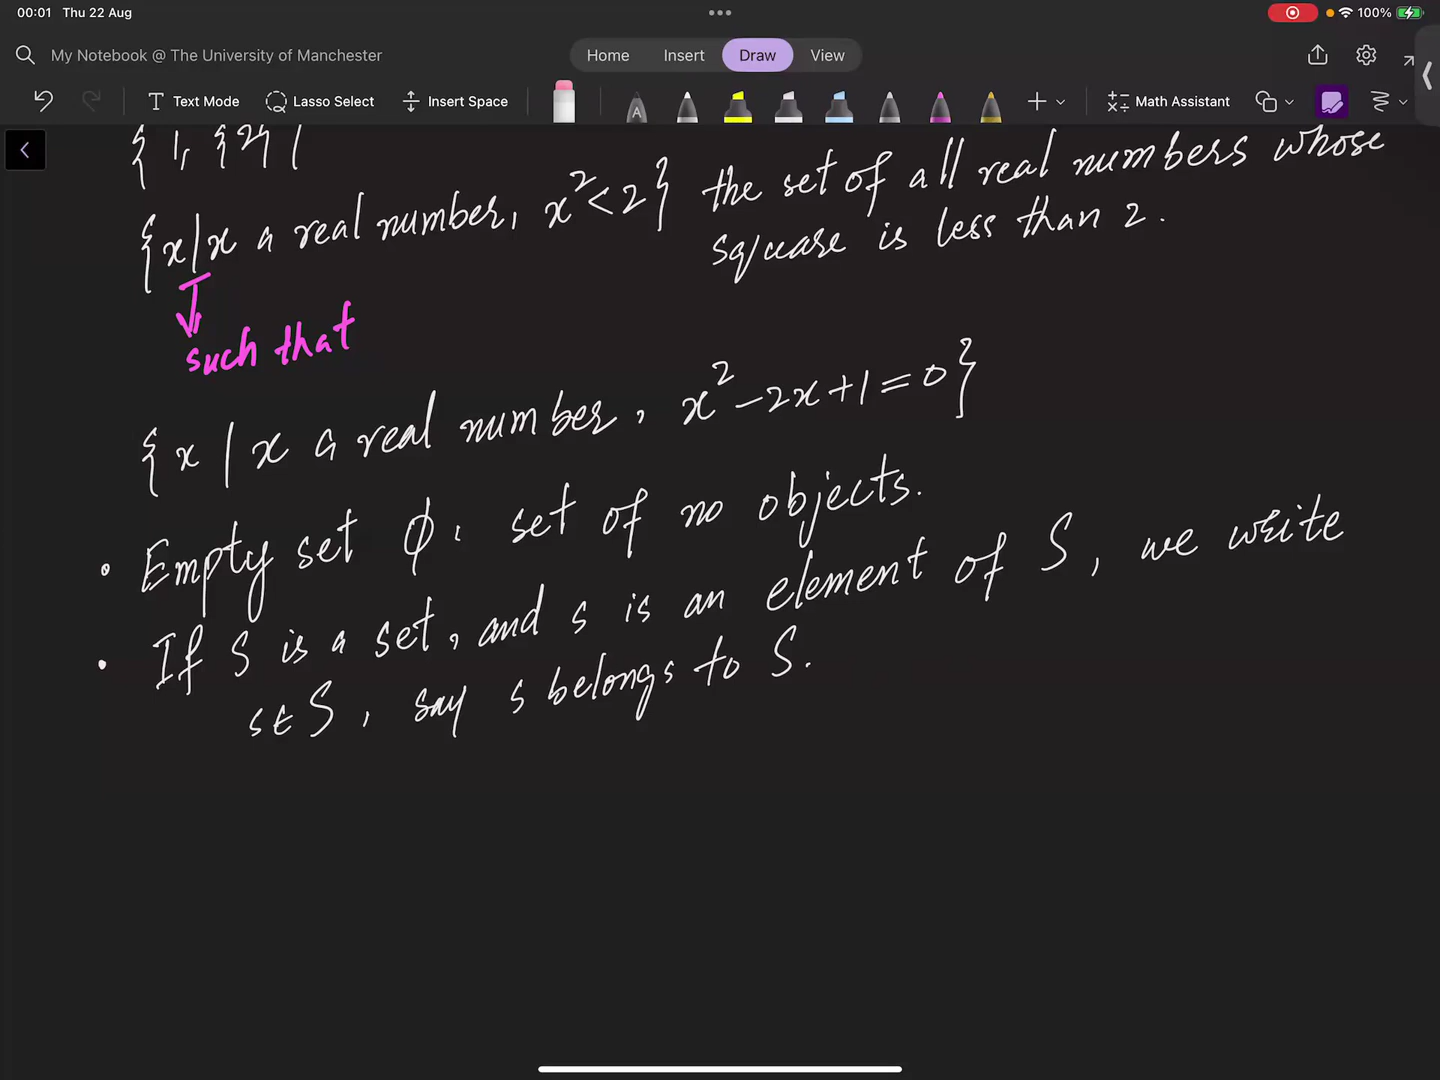 00:01 Thu 22 Aug 100%
My Notebook @ The University of Manchester Home Insert Draw View
Text Mode Lasso Select Insert Space A Math Assistant
{1, {2}}
{x|x a real number, x² < 2} the set of all real numbers whose
square is less than 2.
such that
{x | x a real number, x² - 2x + 1 = 0}
• Empty set ϕ, set of no objects.
• If S is a set, and s is an element of S, we write
s ∈ S, say s belongs to S.